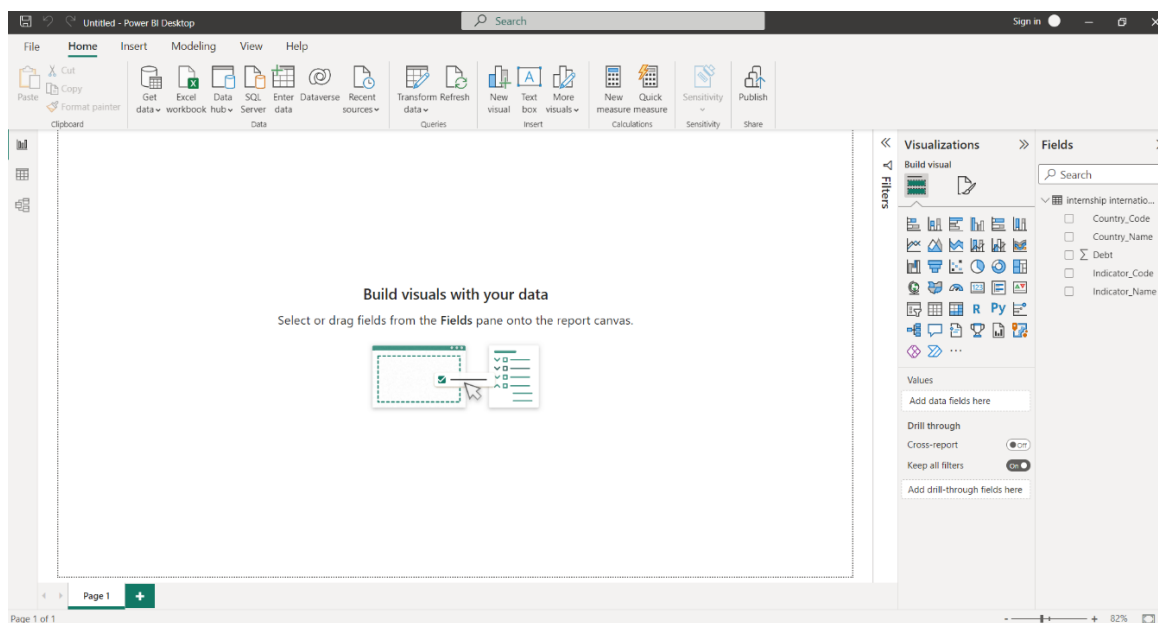 Untitled - Power BI Desktop
Search
Sign in
File Home Insert Modeling View Help
Paste
Cut
Copy
Format painter
Clipboard
Get data
Excel workbook
Data hub
SQL Server
Enter data
Dataverse
Recent sources
Data
Transform data
Refresh
Queries
New visual
Text box
More visuals
Insert
New measure
Quick measure
Calculations
Sensitivity
Sensitivity
Publish
Share
Build visuals with your data
Select or drag fields from the Fields pane onto the report canvas.
Filters
Visualizations
Build visual
123
R Py
Values
Add data fields here
Drill through
Cross-report
Off
Keep all filters
On
Add drill-through fields here
Fields
Search
internship internatio...
Country_Code
Country_Name
Σ Debt
Indicator_Code
Indicator_Name
Page 1
Page 1 of 1
82%